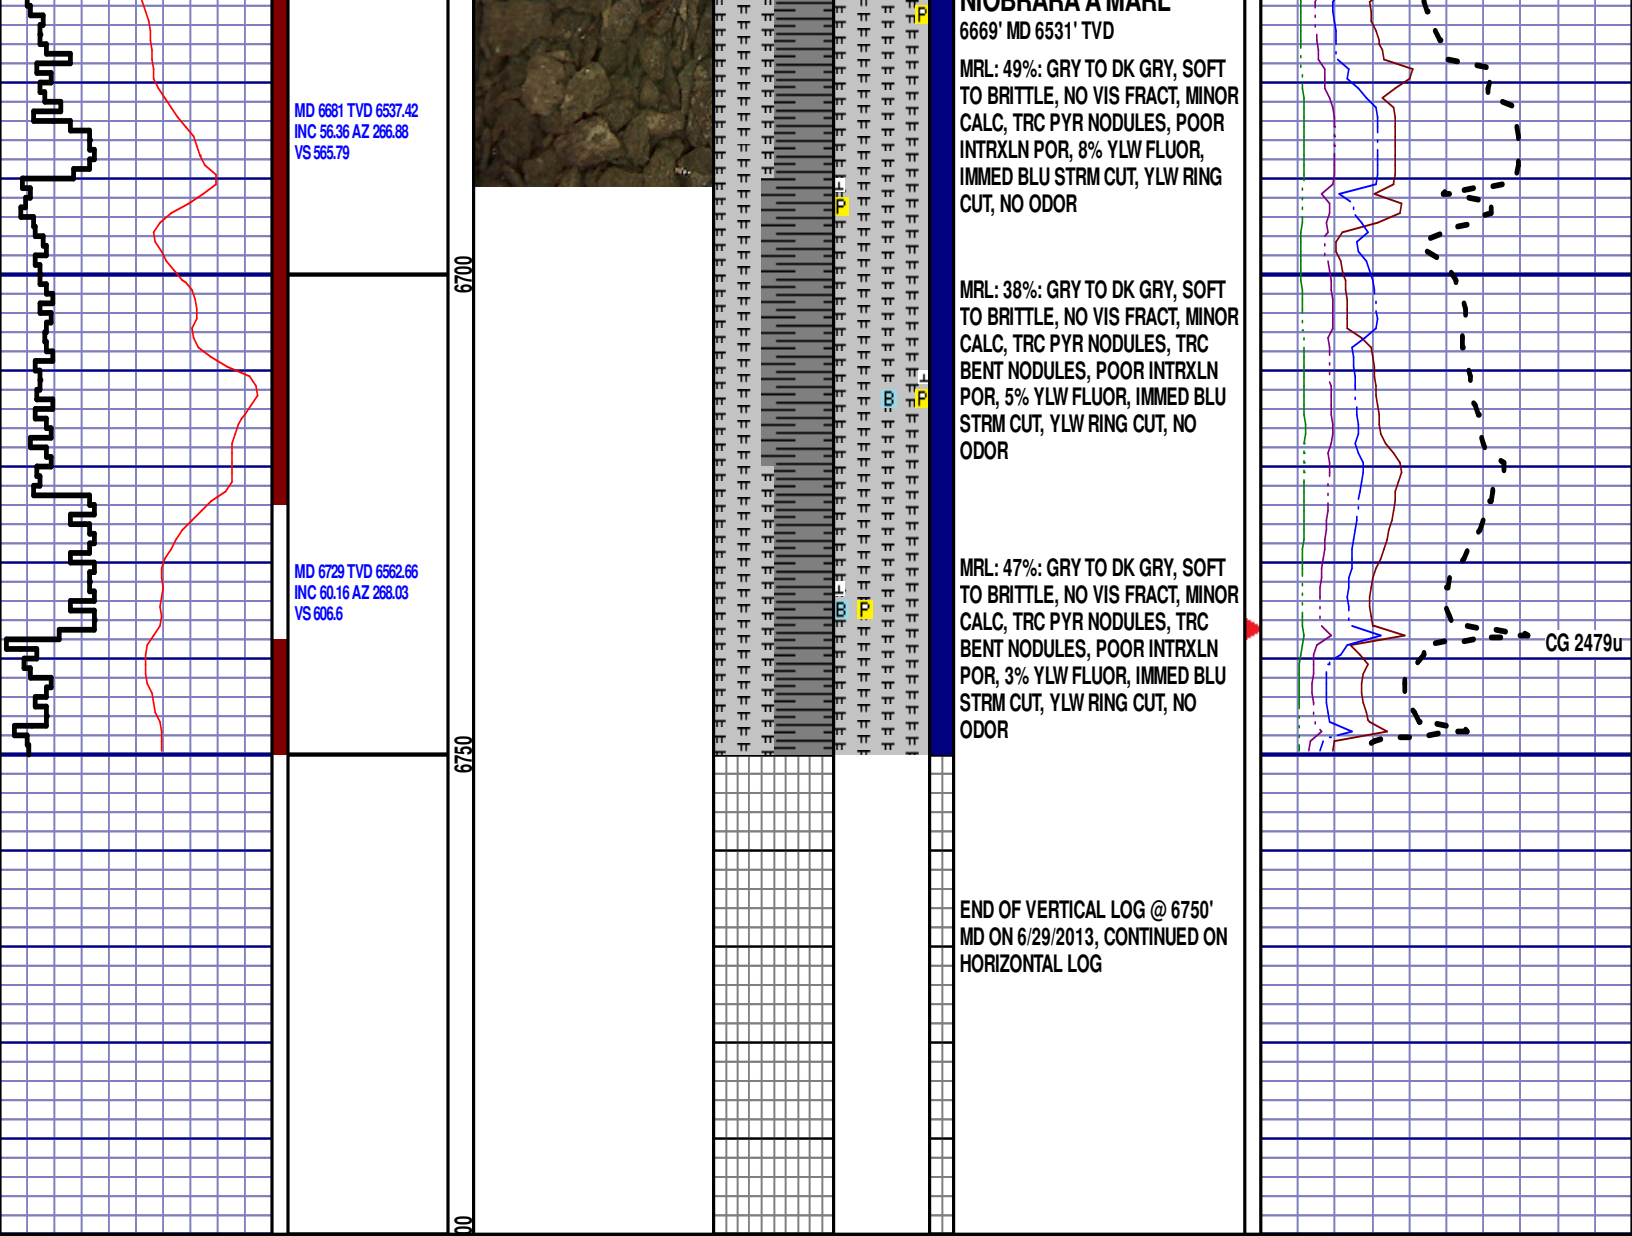 NIOBRARA A MARL
6669' MD 6531' TVD
MRL: 49%: GRY TO DK GRY, SOFT
TO BRITTLE, NO VIS FRACT, MINOR
CALC, TRC PYR NODULES, POOR
INTRXLN POR, 8% YLW FLUOR,
IMMED BLU STRM CUT, YLW RING
CUT, NO ODOR
MD 6681 TVD 6537.42
INC 56.36 AZ 266.88
VS 565.79
P
P
6700
MRL: 38%: GRY TO DK GRY, SOFT
TO BRITTLE, NO VIS FRACT, MINOR
CALC, TRC PYR NODULES, TRC
BENT NODULES, POOR INTRXLN
POR, 5% YLW FLUOR, IMMED BLU
STRM CUT, YLW RING CUT, NO
ODOR
B P
MD 6729 TVD 6562.66
INC 60.16 AZ 268.03
VS 606.6
B P
MRL: 47%: GRY TO DK GRY, SOFT
TO BRITTLE, NO VIS FRACT, MINOR
CALC, TRC PYR NODULES, TRC
BENT NODULES, POOR INTRXLN
POR, 3% YLW FLUOR, IMMED BLU
STRM CUT, YLW RING CUT, NO
ODOR
CG 2479u
6750
END OF VERTICAL LOG @ 6750'
MD ON 6/29/2013, CONTINUED ON
HORIZONTAL LOG